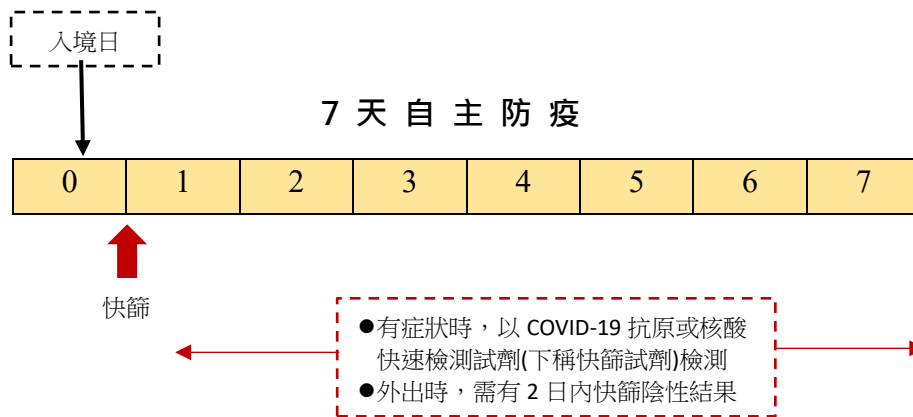 入境日
7 天 自 主 防 疫
0 1 2 3 4 5 6 7
快篩
●有症狀時，以 COVID-19 抗原或核酸
快速檢測試劑(下稱快篩試劑)檢測
●外出時，需有 2 日內快篩陰性結果